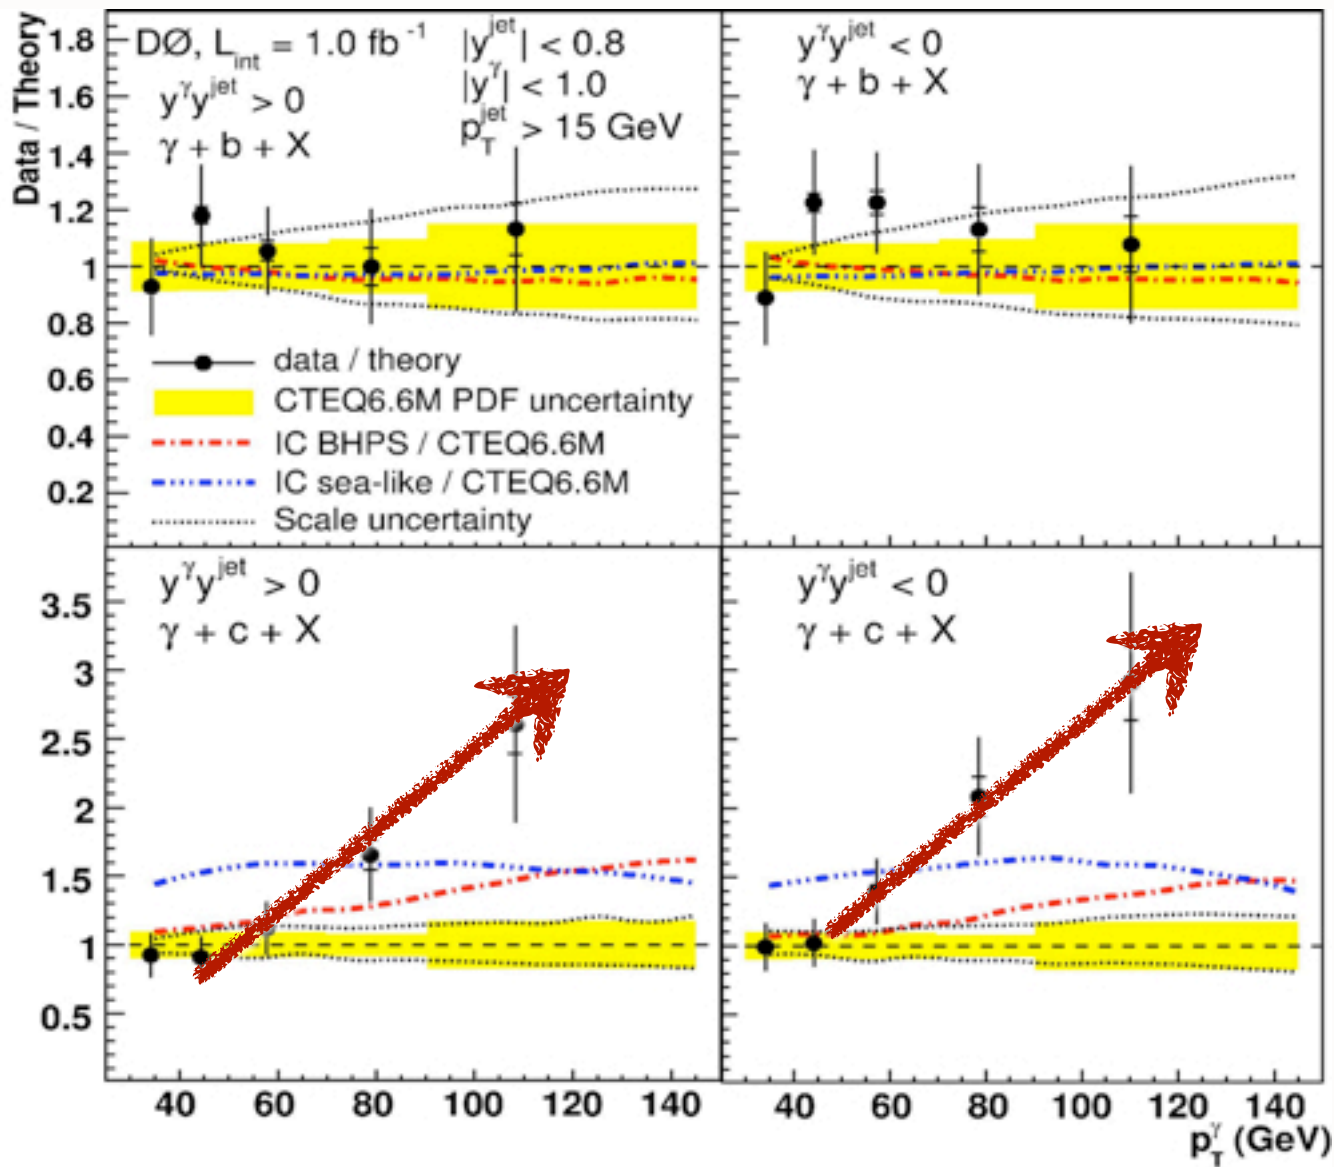 Data / Theory
DØ, L_int = 1.0 fb⁻¹
y^γ y^jet > 0
γ + b + X
|y^jet| < 0.8
|y^γ| < 1.0
p_T^jet > 15 GeV
y^γ y^jet < 0
γ + b + X
1.8
1.6
1.4
1.2
1
0.8
0.6
0.4
0.2
data / theory
CTEQ6.6M PDF uncertainty
IC BHPS / CTEQ6.6M
IC sea-like / CTEQ6.6M
Scale uncertainty
y^γ y^jet > 0
γ + c + X
y^γ y^jet < 0
γ + c + X
3.5
3
2.5
2
1.5
1
0.5
40 60 80 100 120 140
40 60 80 100 120 140
p_T^γ (GeV)